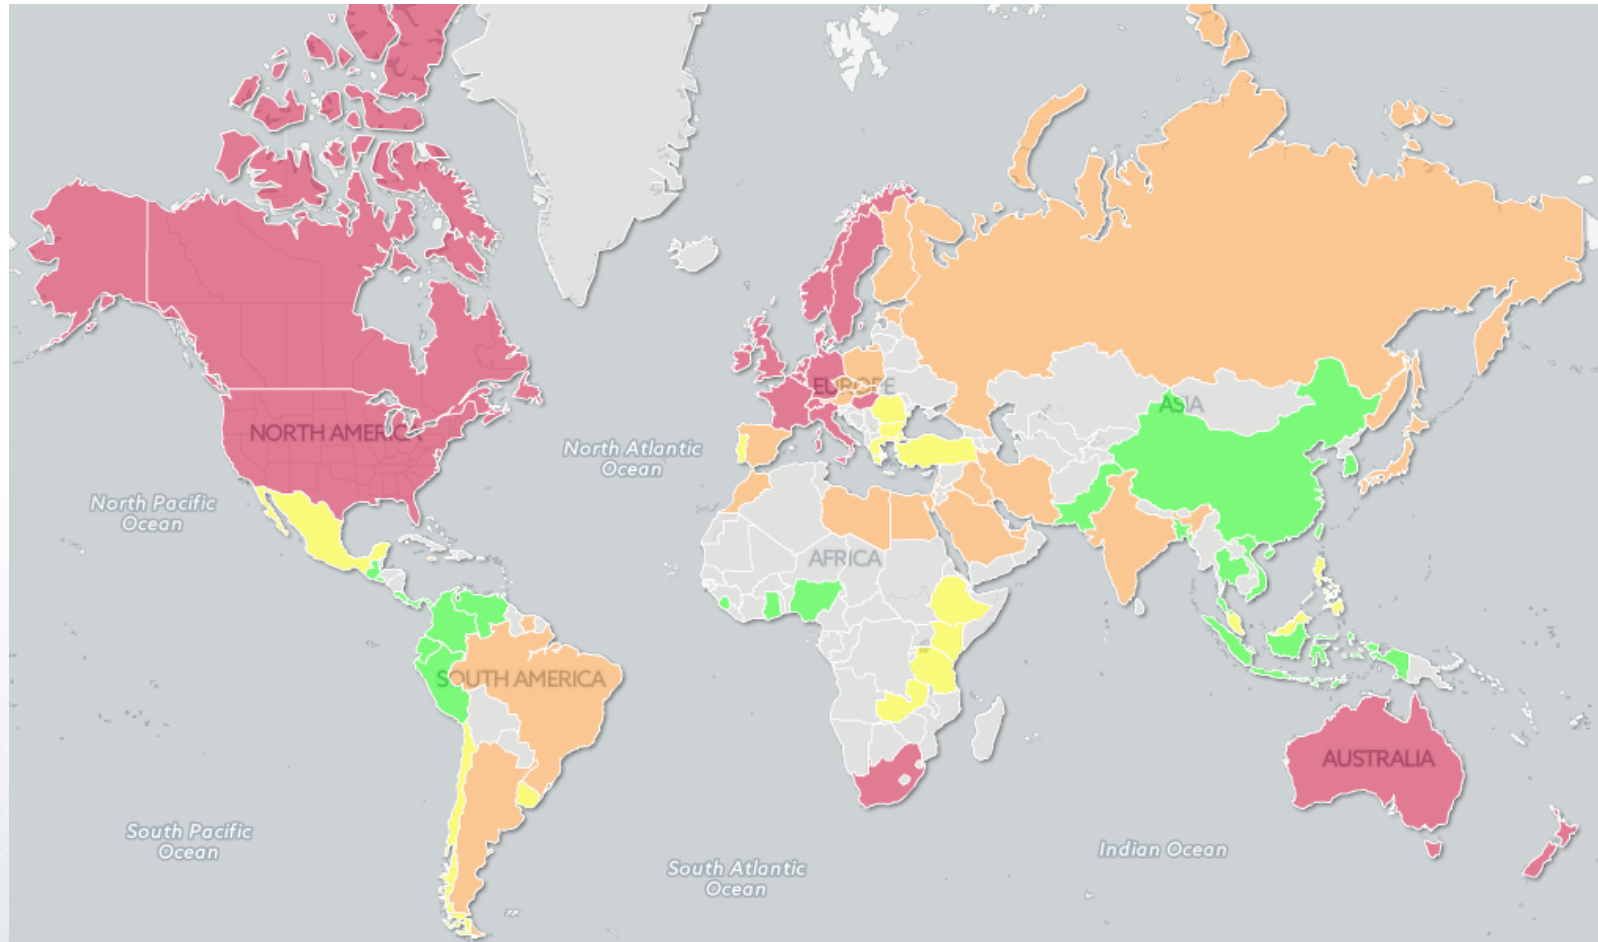 EUROPE
ASIA
NORTH AMERICA
North Atlantic
Ocean
North Pacific
Ocean
AFRICA
SOUTH AMERICA
AUSTRALIA
South Pacific
Ocean
Indian Ocean
South Atlantic
Ocean